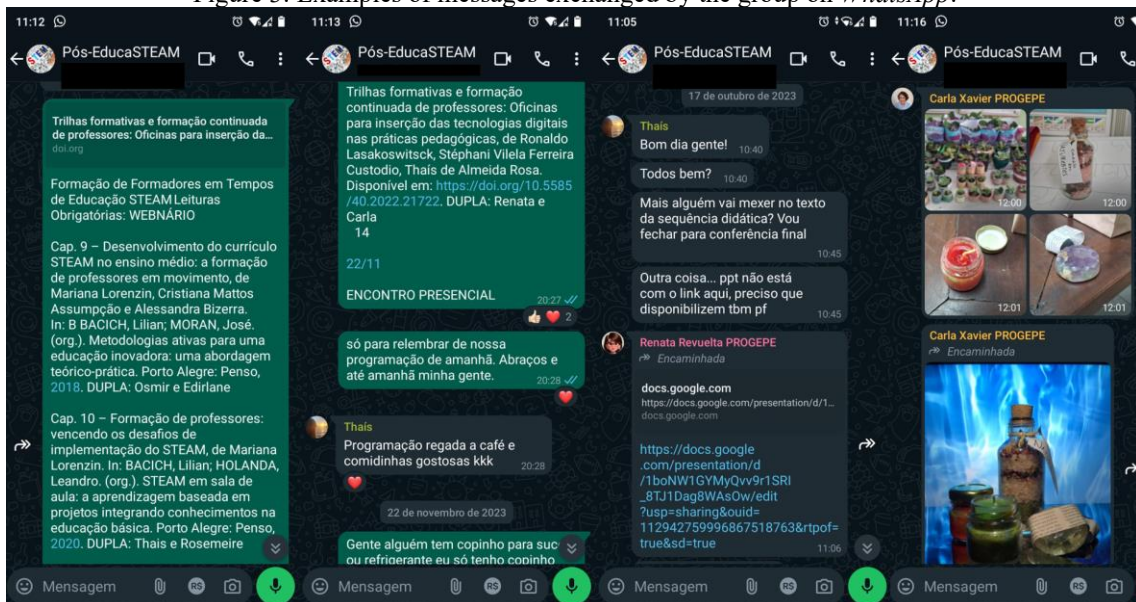 Figure 5. Examples of messages exchanged by the group on WhatsApp.
11:12
Pós-EducaSTEAM
Trilhas formativas e formação continuada
de professores: Oficinas para inserção da...
doi.org
Formação de Formadores em Tempos
de Educação STEAM Leituras
Obrigatórias: WEBNÁRIO
Cap. 9 – Desenvolvimento do currículo
STEAM no ensino médio: a formação
de professores em movimento, de
Mariana Lorenzin, Cristiana Mattos
Assumpção e Alessandra Bizerra.
In: B BACICH, Lilian; MORAN, José.
(org.). Metodologias ativas para uma
educação inovadora: uma abordagem
teórico-prática. Porto Alegre: Penso,
2018. DUPLA: Osmir e Edirlane
Cap. 10 – Formação de professores:
vencendo os desafios de
implementação do STEAM, de Mariana
Lorenzin. In: BACICH, Lilian; HOLANDA,
Leandro. (org.). STEAM em sala de
aula: a aprendizagem baseada em
projetos integrando conhecimentos na
educação básica. Porto Alegre: Penso,
2020. DUPLA: Thais e Rosemeire
Mensagem
11:13
Pós-EducaSTEAM
Trilhas formativas e formação
continuada de professores: Oficinas
para inserção das tecnologias digitais
nas práticas pedagógicas, de Ronaldo
Lasakoswitsck, Stéphani Vilela Ferreira
Custodio, Thaís de Almeida Rosa.
Disponível em: https://doi.org/10.5585
/40.2022.21722. DUPLA: Renata e
Carla
14
22/11
ENCONTRO PRESENCIAL 20:27
2
só para relembrar de nossa
programação de amanhã. Abraços e
até amanhã minha gente. 20:28
Thaís
Programação regada a café e
comidinhas gostosas kkk 20:28
22 de novembro de 2023
Gente alguém tem copinho para suc
ou refrigerante eu só tenho copinho
Mensagem
11:05
Pós-EducaSTEAM
17 de outubro de 2023
Thaís
Bom dia gente! 10:40
Todos bem? 10:40
Mais alguém vai mexer no texto
da sequência didática? Vou
fechar para conferência final
10:45
Outra coisa... ppt não está
com o link aqui, preciso que
disponibilizem tbm pf 10:45
Renata Revuelta PROGEPE
Encaminhada
docs.google.com
https://docs.google.com/presentation/d/1...
docs.google.com
https://docs.google
.com/presentation/d
/1boNW1GYMyQvv9r1SRI
_8TJ1Dag8WAsOw/edit
?usp=sharing&ouid=
112942759996867518763&rtpof=
true&sd=true 11:06
Mensagem
11:16
Pós-EducaSTEAM
Carla Xavier PROGEPE
12:00
12:00
12:01
12:01
Carla Xavier PROGEPE
Encaminhada
Mensagem